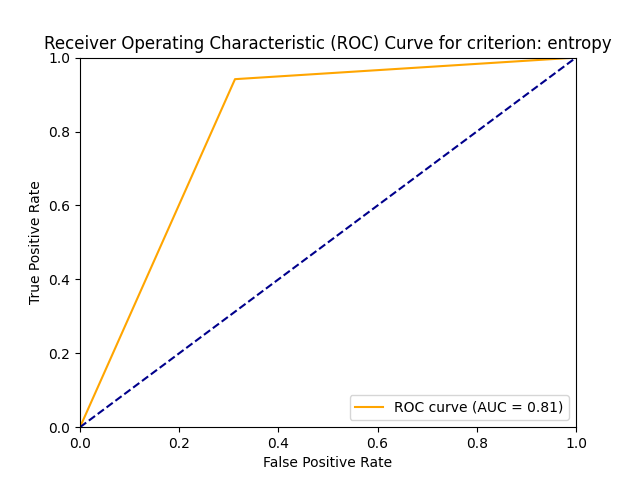 Receiver Operating Characteristic (ROC) Curve for criterion: entropy
1.0
0.8
0.6
0.4
0.2
0.0
True Positive Rate
ROC curve (AUC = 0.81)
0.0 0.2 0.4 0.6 0.8 1.0
False Positive Rate